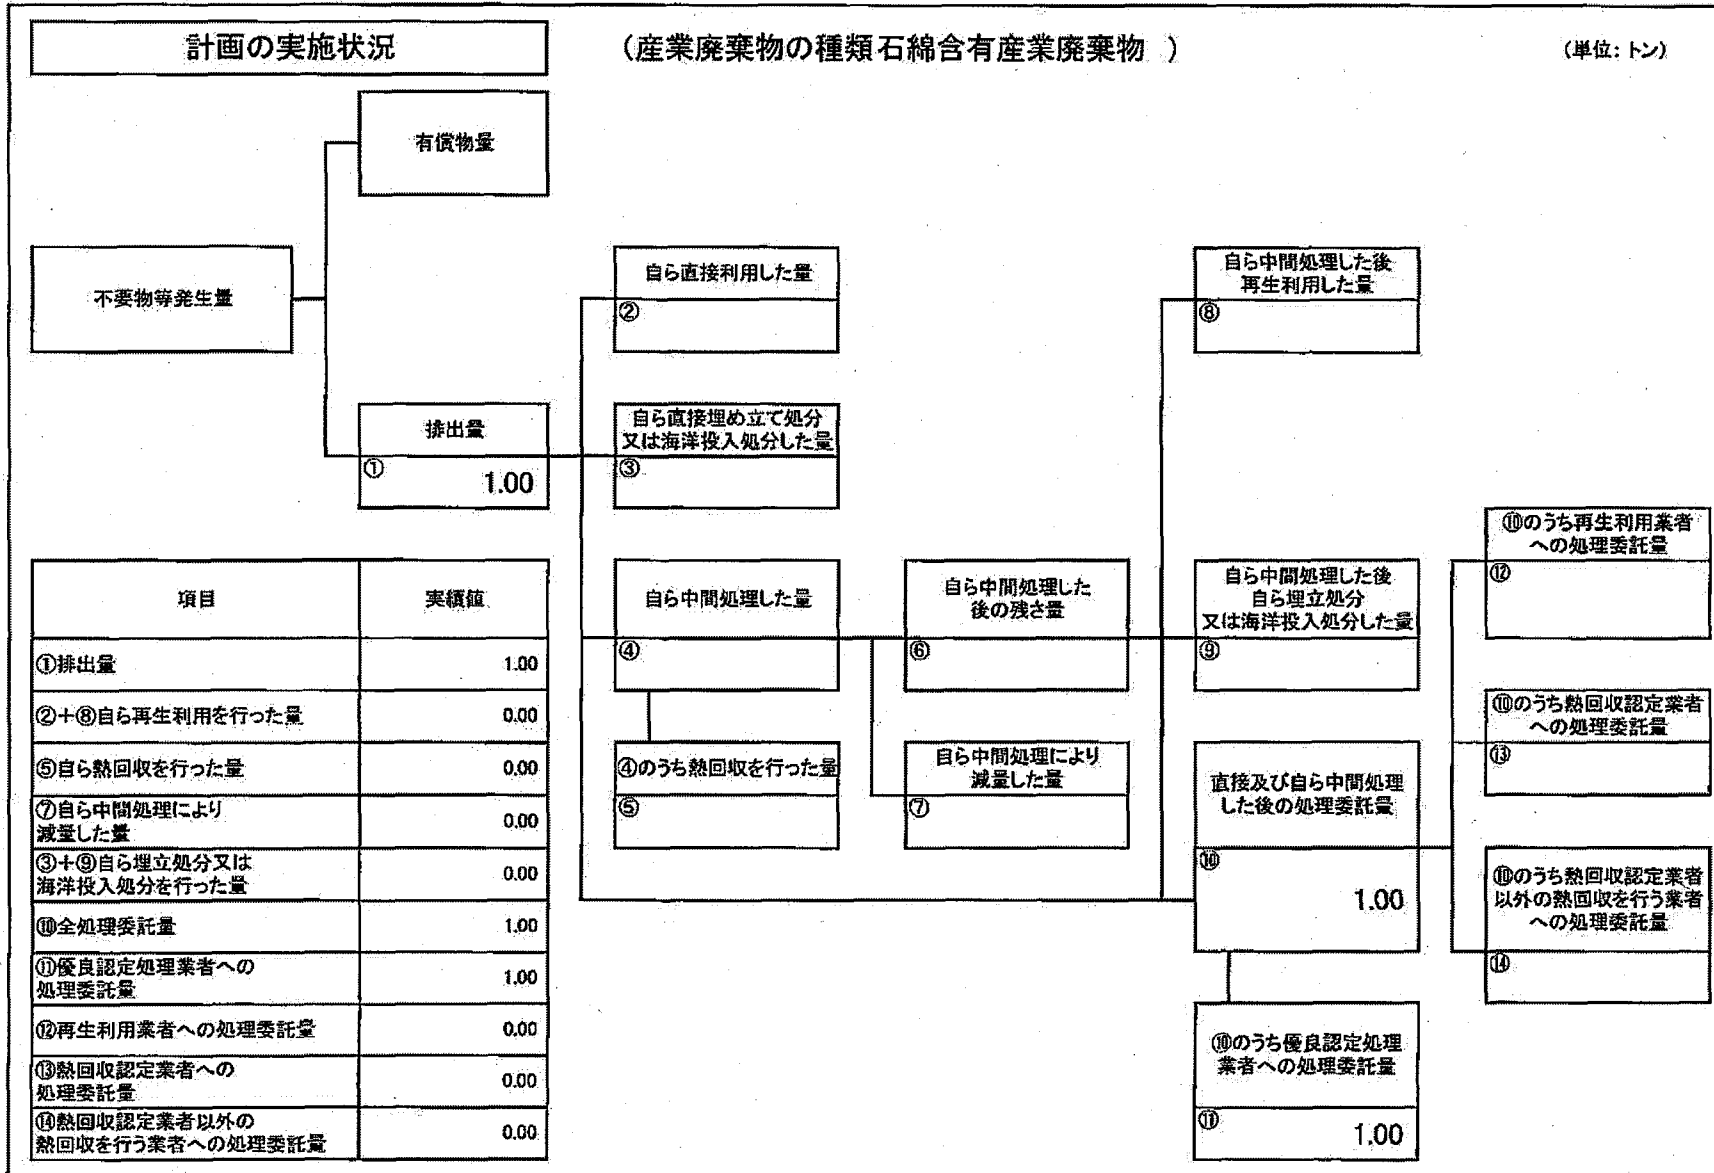 計画の実施状況
(産業廃棄物の種類 石綿含有産業廃棄物 )
(単位: トン)
有償物量
不要物等発生量
排出量
①
1.00
自ら直接利用した量
②
自ら直接埋め立て処分
又は海洋投入処分した量
③
自ら中間処理した量
④
④のうち熱回収を行った量
⑤
自ら中間処理した
後の残さ量
⑥
自ら中間処理により
減量した量
⑦
自ら中間処理した後
再生利用した量
⑧
自ら中間処理した後
自ら埋立処分
又は海洋投入処分した量
⑨
直接及び自ら中間処理
した後の処理委託量
⑩
1.00
⑩のうち優良認定処理
業者への処理委託量
⑪
1.00
⑩のうち再生利用業者
への処理委託量
⑫
⑩のうち熱回収認定業者
への処理委託量
⑬
⑩のうち熱回収認定業者
以外の熱回収を行う業者
への処理委託量
⑭
項目 実績値
①排出量 1.00
②+⑧自ら再生利用を行った量 0.00
⑤自ら熱回収を行った量 0.00
⑦自ら中間処理により
減量した量 0.00
③+⑨自ら埋立処分又は
海洋投入処分を行った量 0.00
⑩全処理委託量 1.00
⑪優良認定処理業者への
処理委託量 1.00
⑫再生利用業者への処理委託量 0.00
⑬熱回収認定業者への
処理委託量 0.00
⑭熱回収認定業者以外の
熱回収を行う業者への処理委託量 0.00